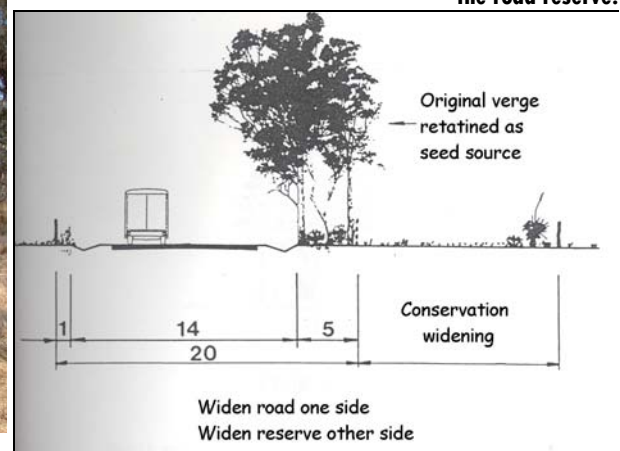 the road reserve.
Original verge
retatined as
seed source
1
14
5
20
Conservation
widening
Widen road one side
Widen reserve other side